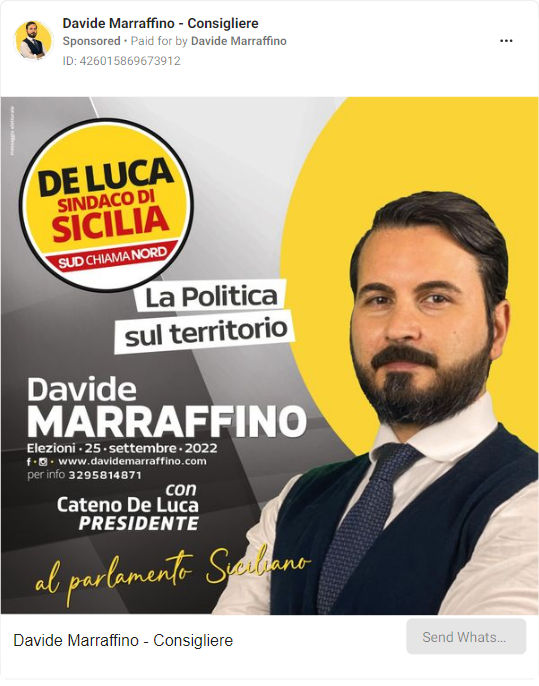 Davide Marraffino - Consigliere
Sponsored • Paid for by Davide Marraffino
ID: 426015869673912
messaggio elettorale
DE LUCA
SINDACO DI
SICILIA
SUD CHIAMA NORD
La Politica
sul territorio
Davide
MARRAFFINO
Elezioni • 25 • settembre • 2022
f • • www.davidemarraffino.com
per info 3295814871
con
Cateno De Luca
PRESIDENTE
al parlamento Siciliano
Davide Marraffino - Consigliere
Send Whats...